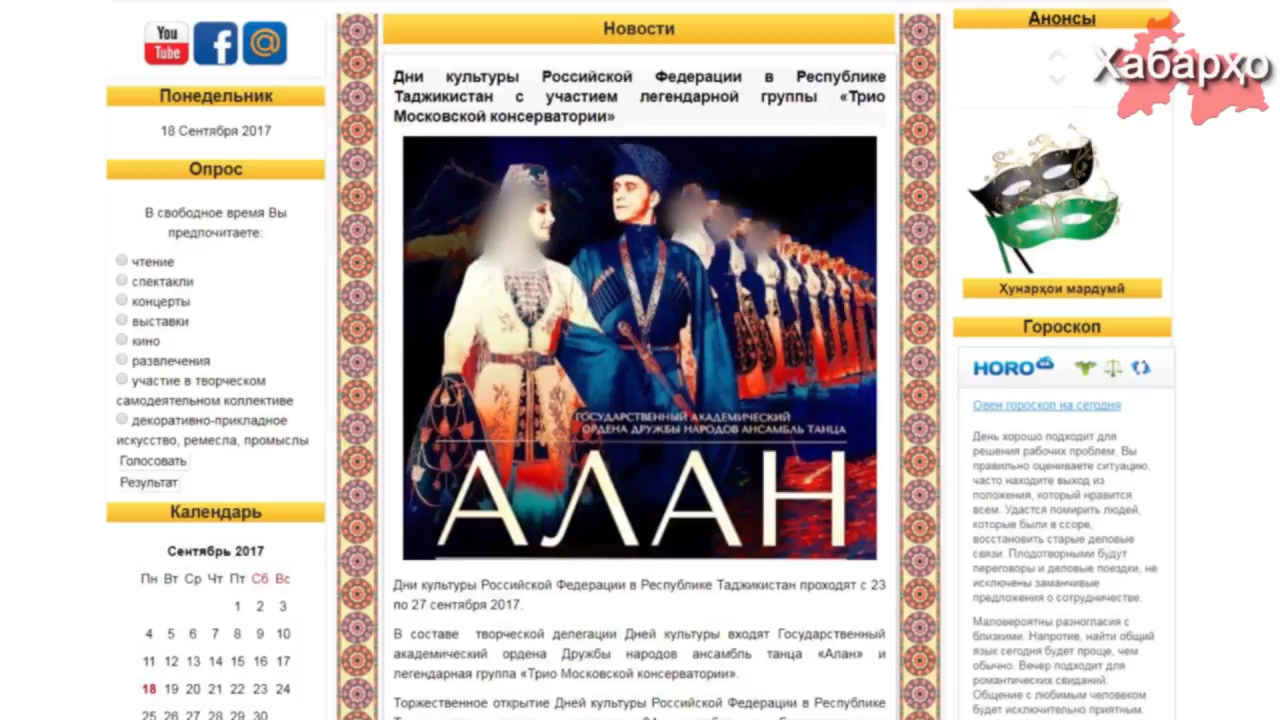 You
Tube
Понедельник
18 Сентября 2017
Опрос
В свободное время Вы
предпочитаете:
чтение
спектакли
концерты
выставки
кино
развлечения
участие в творческом
самодеятельном коллективе
декоративно-прикладное
искусство, ремесла, промыслы
Голосовать
Результат
Календарь
Сентябрь 2017
Пн Вт Ср Чт Пт Сб Вс
1 2 3
4 5 6 7 8 9 10
11 12 13 14 15 16 17
18 19 20 21 22 23 24
25 26 27 28 29 30
Новости
Дни культуры Российской Федерации в Республике
Таджикистан с участием легендарной группы «Трио
Московской консерватории»
ГОСУДАРСТВЕННЫЙ АКАДЕМИЧЕСКИЙ
ОРДЕНА ДРУЖБЫ НАРОДОВ АНСАМБЛЬ ТАНЦА
АЛАН
Дни культуры Российской Федерации в Республике Таджикистан проходят с 23
по 27 сентября 2017.
В составе творческой делегации Дней культуры входят Государственный
академический ордена Дружбы народов ансамбль танца «Алан» и
легендарная группа «Трио Московской консерватории».
Торжественное открытие Дней культуры Российской Федерации в Республике
Анонсы
Хабарҳо
Ҳунарҳои мардумӣ
Гороскоп
HORO
Овен гороскоп на сегодня
День хорошо подходит для
решения рабочих проблем. Вы
правильно оцениваете ситуацию,
часто находите выход из
положения, который нравится
всем. Удастся помирить людей,
которые были в ссоре,
восстановить старые деловые
связи. Плодотворными будут
переговоры и деловые поездки, не
исключены заманчивые
предложения о сотрудничестве.
Маловероятны разногласия с
близкими. Напротив, найти общий
язык сегодня будет проще, чем
обычно. Вечер подходит для
романтических свиданий.
Общение с любимым человеком
будет исключительно приятным.